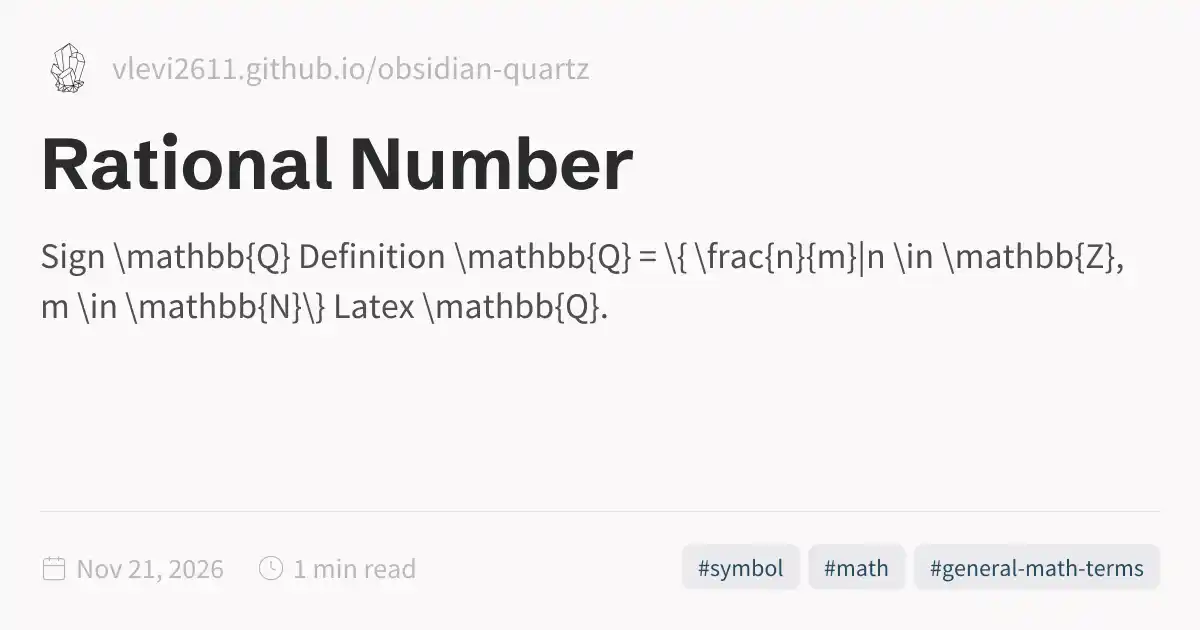 vlevi2611.github.io/obsidian-quartz
Rational Number
Sign \mathbb{Q} Definition \mathbb{Q} = \{ \frac{n}{m}|n \in \mathbb{Z},
m \in \mathbb{N}\} Latex \mathbb{Q}.
Nov 21, 2026 1 min read #symbol #math #general-math-terms